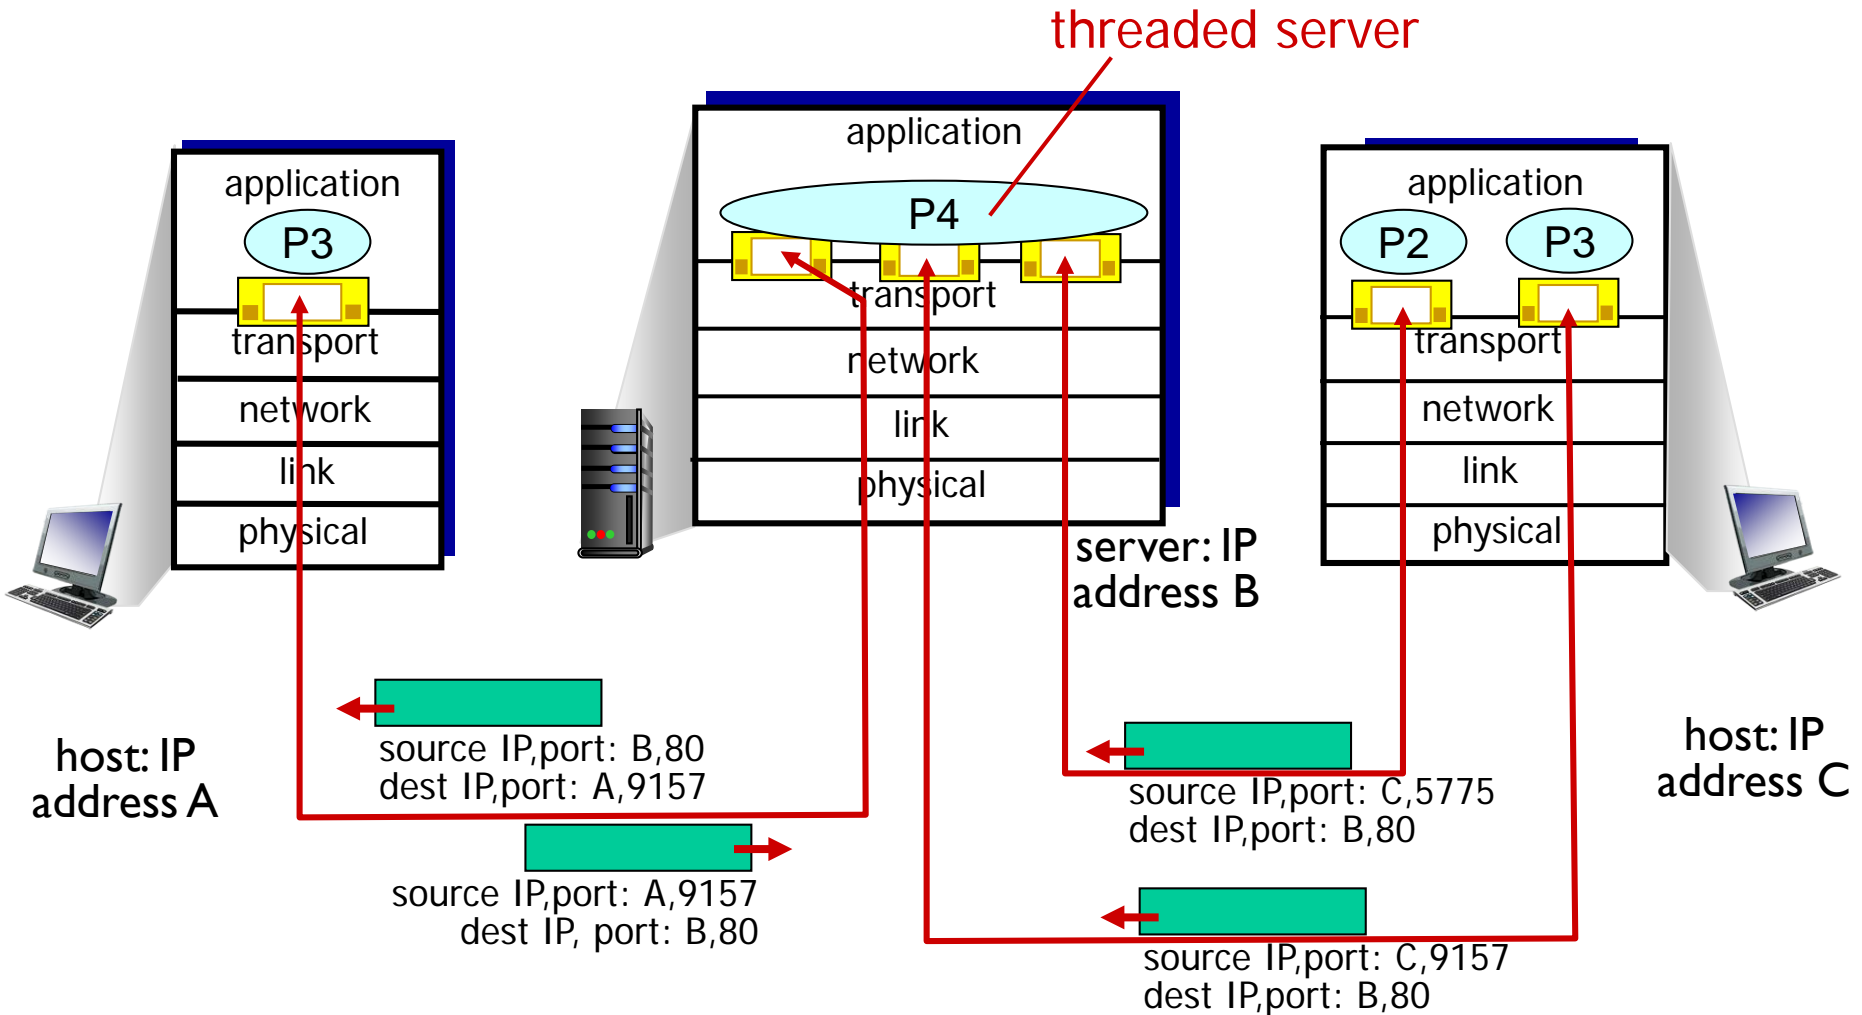 threaded server
application
P3
transport
network
link
physical
application
P4
transport
network
link
physical
application
P2
P3
transport
network
link
physical
server: IP
address B
host: IP
address A
source IP,port: B,80
dest IP,port: A,9157
source IP,port: A,9157
dest IP, port: B,80
source IP,port: C,5775
dest IP,port: B,80
source IP,port: C,9157
dest IP,port: B,80
host: IP
address C